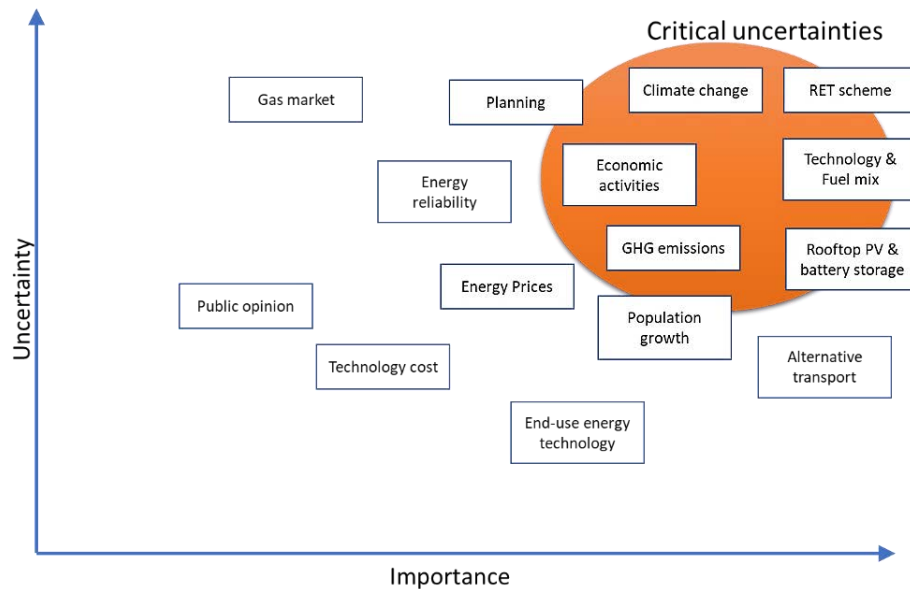 Critical uncertainties
Gas market
Planning
Climate change
RET scheme
Energy
reliability
Economic
activities
Technology &
Fuel mix
GHG emissions
Rooftop PV &
battery storage
Public opinion
Energy Prices
Population
growth
Technology cost
Alternative
transport
End-use energy
technology
Uncertainty
Importance